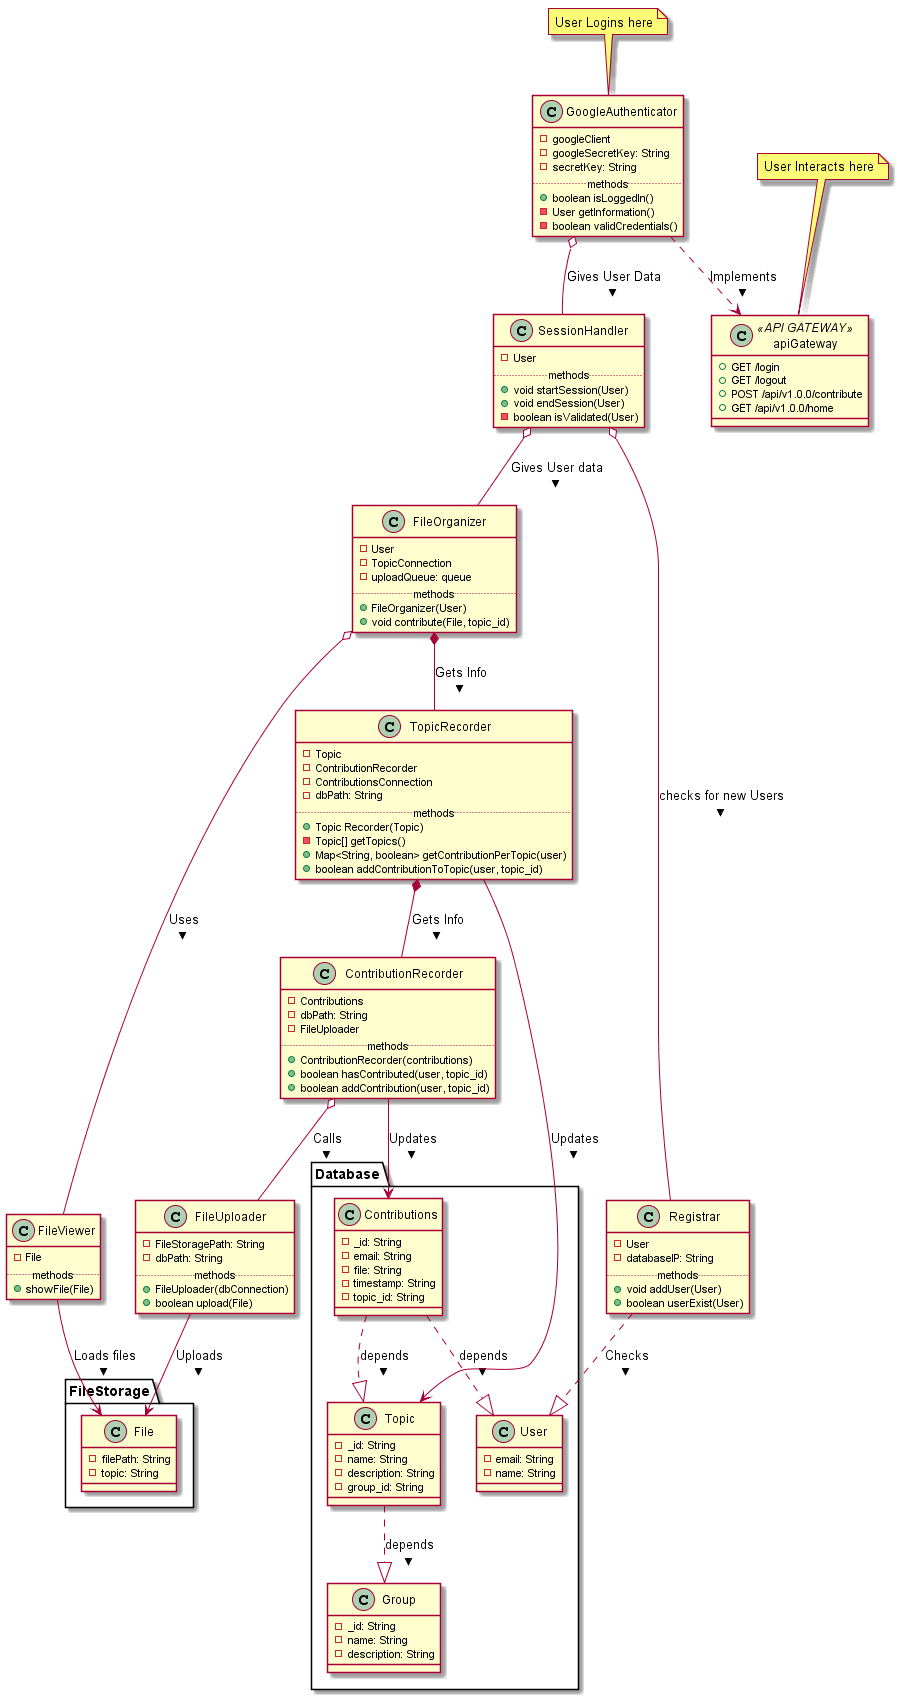 User Logins here
C GoogleAuthenticator
googleClient
googleSecretKey: String
secretKey: String
methods
boolean isLoggedIn()
User getInformation()
boolean validCredentials()
User Interacts here
Gives User Data
▼
Implements
▼
C «API GATEWAY»
apiGateway
GET /login
GET /logout
POST /api/v1.0.0/contribute
GET /api/v1.0.0/home
C SessionHandler
User
methods
void startSession(User)
void endSession(User)
boolean isValidated(User)
Gives User data
▼
C FileOrganizer
User
TopicConnection
uploadQueue: queue
methods
FileOrganizer(User)
void contribute(File, topic_id)
Gets Info
▼
C TopicRecorder
Topic
ContributionRecorder
ContributionsConnection
dbPath: String
methods
Topic Recorder(Topic)
Topic[] getTopics()
Map<String, boolean> getContributionPerTopic(user)
boolean addContributionToTopic(user, topic_id)
checks for new Users
▼
Uses
▼
Gets Info
▼
C ContributionRecorder
Contributions
dbPath: String
FileUploader
methods
ContributionRecorder(contributions)
boolean hasContributed(user, topic_id)
boolean addContribution(user, topic_id)
Calls
▼
Updates
▼
Updates
▼
Database
C FileViewer
File
methods
showFile(File)
C FileUploader
FileStoragePath: String
dbPath: String
methods
FileUploader(dbConnection)
boolean upload(File)
C Contributions
_id: String
email: String
file: String
timestamp: String
topic_id: String
C Registrar
User
databaseIP: String
methods
void addUser(User)
boolean userExist(User)
Loads files
▼
Uploads
▼
depends
depends
▼
Checks
▼
FileStorage
C File
filePath: String
topic: String
C Topic
_id: String
name: String
description: String
group_id: String
C User
email: String
name: String
depends
▼
C Group
_id: String
name: String
description: String